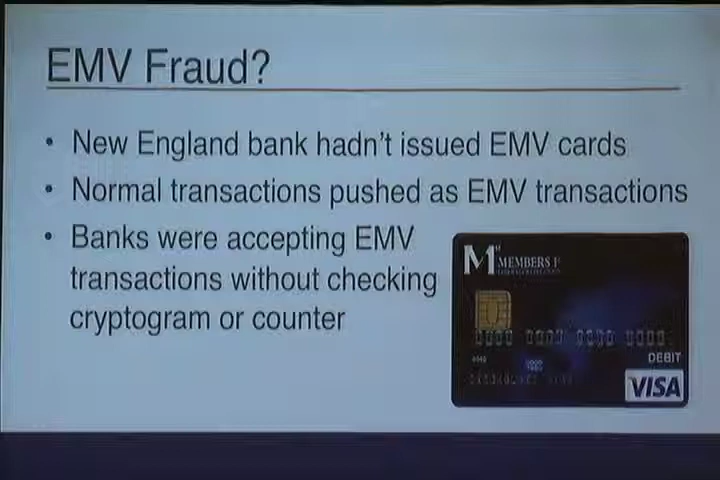 EMV Fraud?
• New England bank hadn't issued EMV cards
• Normal transactions pushed as EMV transactions
• Banks were accepting EMV
transactions without checking
cryptogram or counter
MEMBERS 1
DEBIT
VISA